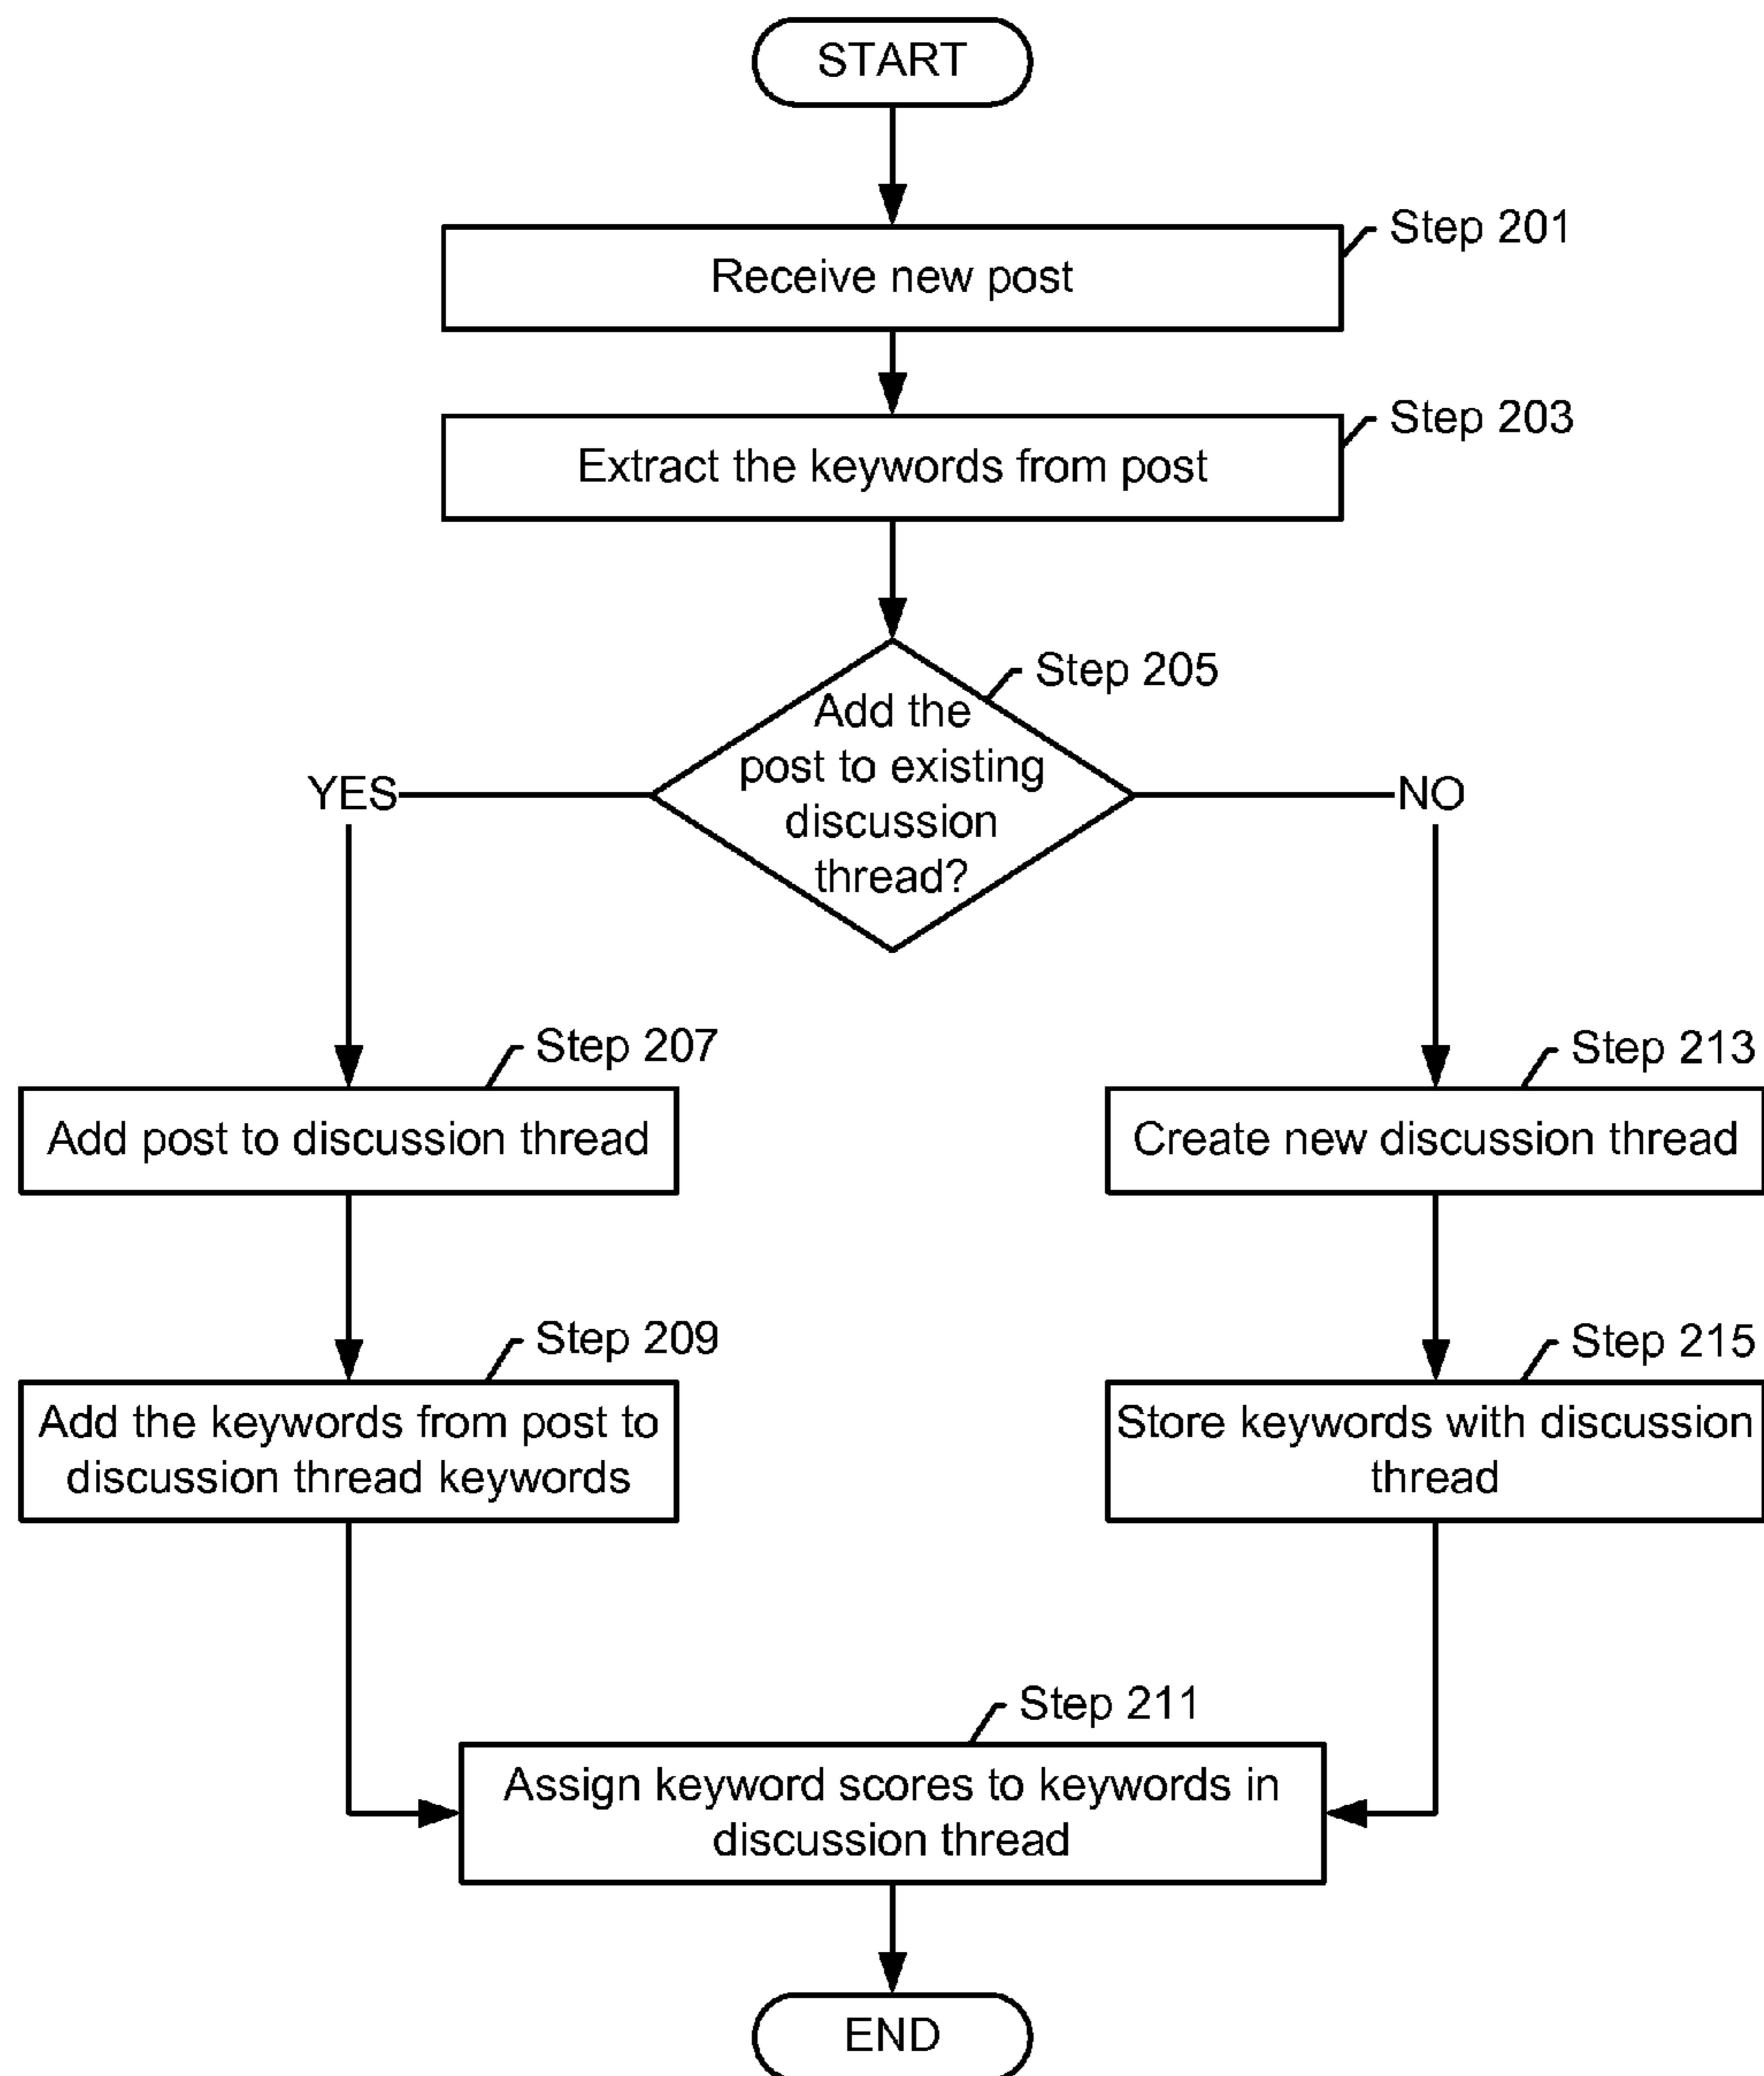 START
Step 201
Receive new post
Step 203
Extract the keywords from post
Step 205
Add the
post to existing
discussion
thread?
YES
NO
Step 207
Add post to discussion thread
Step 213
Create new discussion thread
Step 209
Add the keywords from post to
discussion thread keywords
Step 215
Store keywords with discussion
thread
Step 211
Assign keyword scores to keywords in
discussion thread
END